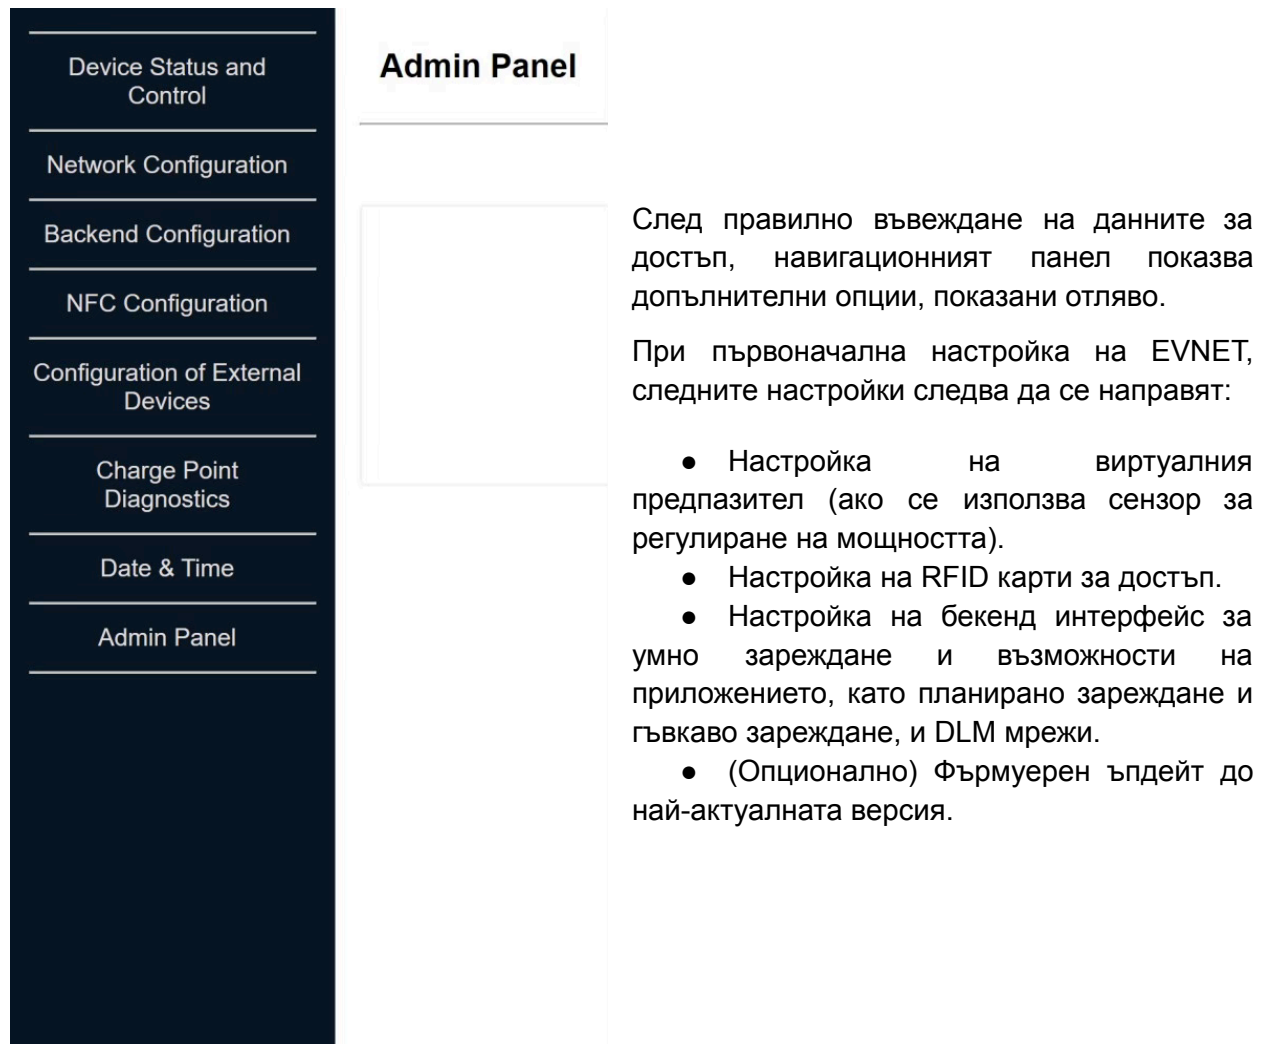 Device Status and
Control
Network Configuration
Backend Configuration
NFC Configuration
Configuration of External
Devices
Charge Point
Diagnostics
Date & Time
Admin Panel
Admin Panel
След правилно въвеждане на данните за
достъп, навигационният панел показва
допълнителни опции, показани отляво.
При първоначална настройка на EVNET,
следните настройки следва да се направят:
● Настройка на виртуалния
предпазител (ако се използва сензор за
регулиране на мощността).
● Настройка на RFID карти за достъп.
● Настройка на бекенд интерфейс за
умно зареждане и възможности на
приложението, като планирано зареждане и
гъвкаво зареждане, и DLM мрежи.
● (Опционално) Фърмуерен ъпдейт до
най-актуалната версия.